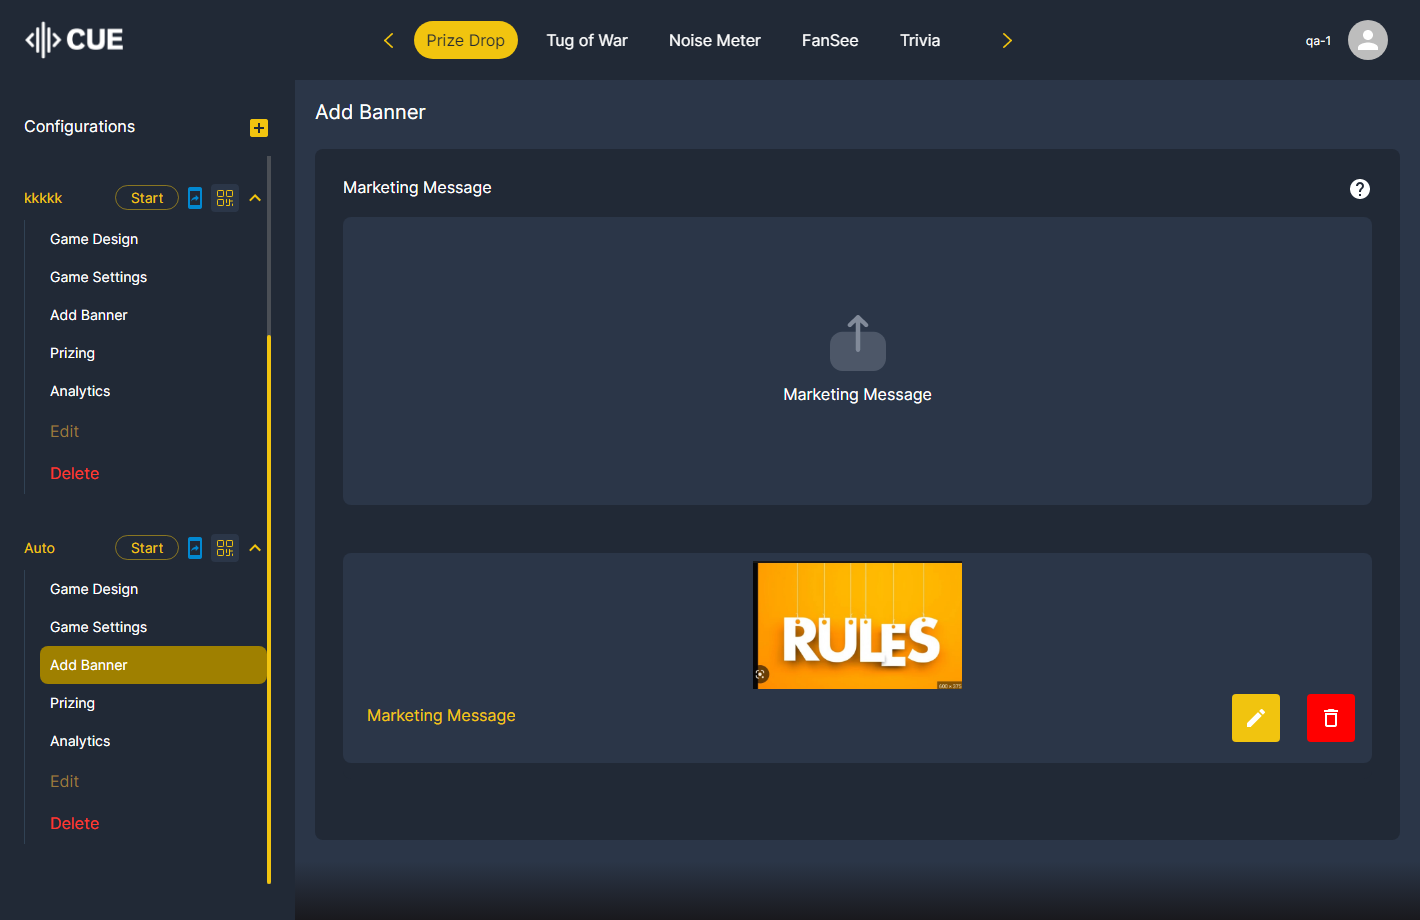 CUE
Prize Drop
Tug of War
Noise Meter
FanSee
Trivia
qa-1
Configurations
kkkkk
Start
Game Design
Game Settings
Add Banner
Prizing
Analytics
Edit
Delete
Auto
Start
Game Design
Game Settings
Add Banner
Prizing
Analytics
Edit
Delete
Add Banner
Marketing Message
?
Marketing Message
RULES
Marketing Message